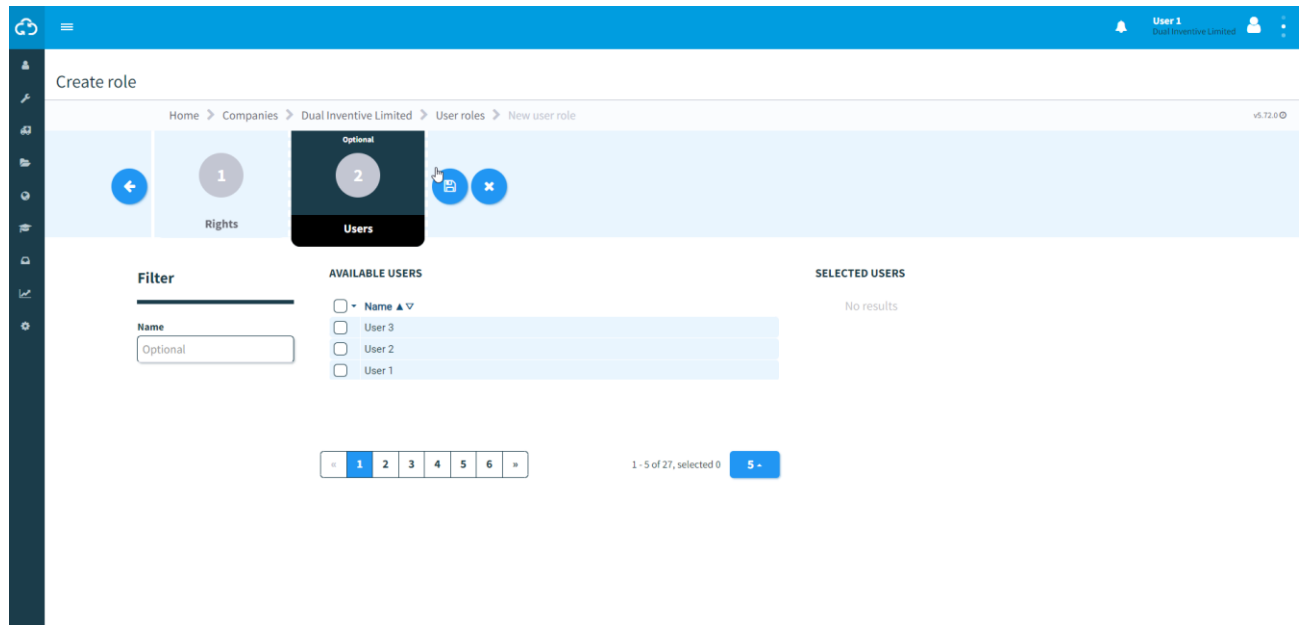 User 1
Dual Inventive Limited
Create role
Home Companies Dual Inventive Limited User roles New user role
v5.72.0
1
Rights
Optional
2
Users
Filter
Name
Optional
AVAILABLE USERS
Name
User 3
User 2
User 1
« 1 2 3 4 5 6 »
1 - 5 of 27, selected 0
5
SELECTED USERS
No results